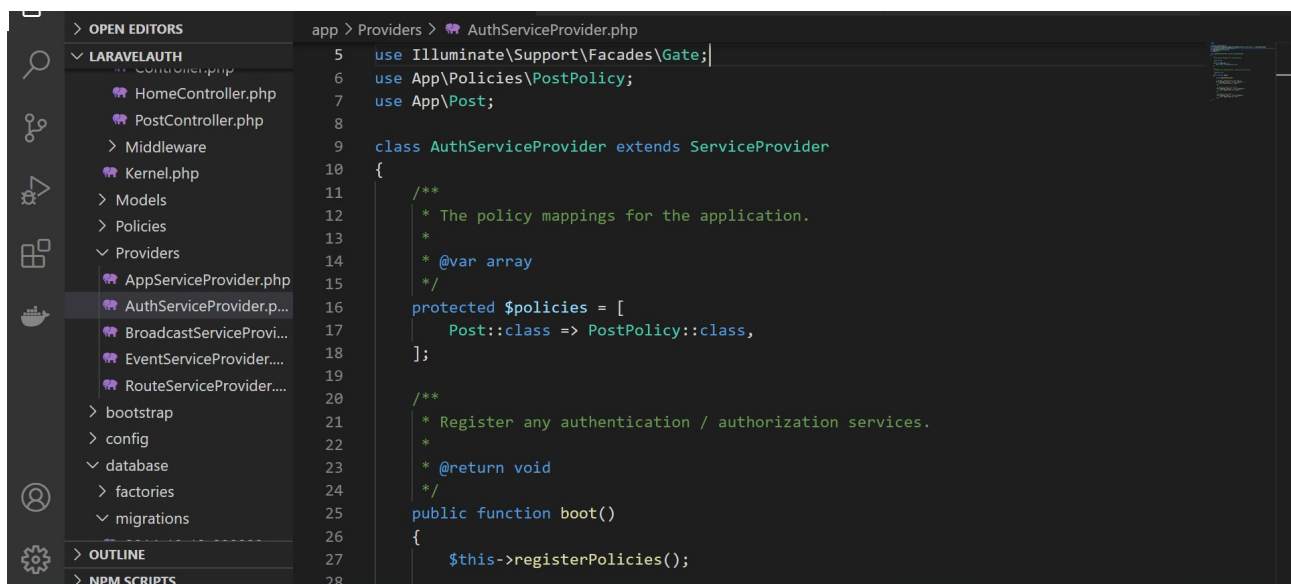 OPEN EDITORS
LARAVELAUTH
Controller.php
HomeController.php
PostController.php
Middleware
Kernel.php
Models
Policies
Providers
AppServiceProvider.php
AuthServiceProvider.p...
BroadcastServiceProvi...
EventServiceProvider....
RouteServiceProvider....
bootstrap
config
database
factories
migrations
OUTLINE
NPM SCRIPTS
app > Providers > AuthServiceProvider.php
5 use Illuminate\Support\Facades\Gate;
6 use App\Policies\PostPolicy;
7 use App\Post;
8
9 class AuthServiceProvider extends ServiceProvider
10 {
11 /**
12 * The policy mappings for the application.
13 *
14 * @var array
15 */
16 protected $policies = [
17 Post::class => PostPolicy::class,
18 ];
19
20 /**
21 * Register any authentication / authorization services.
22 *
23 * @return void
24 */
25 public function boot()
26 {
27 $this->registerPolicies();
28